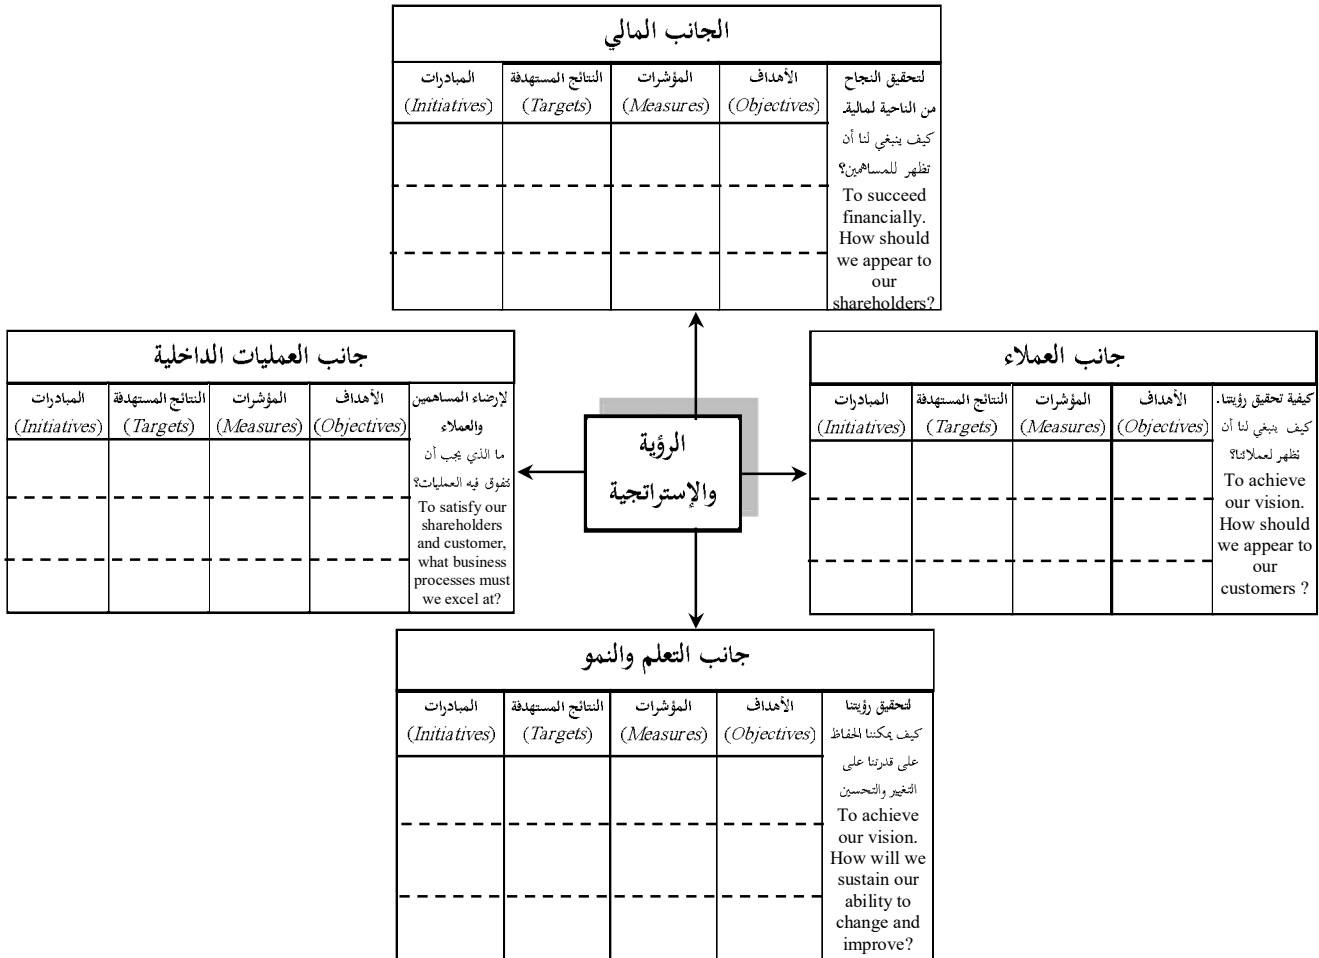 الجانب المالي
لتحقيق النجاح
من الناحية لمالية.
كيف ينبغي لنا أن
تظهر للمساهمين؟
To succeed
financially.
How should
we appear to
our
shareholders?
الأهداف
(Objectives)
المؤشرات
(Measures)
النتائج المستهدفة
(Targets)
المبادرات
(Initiatives)
جانب العملاء
كيفية تحقيق رؤيتنا.
كيف ينبغي لنا أن
نظهر لعملائنا؟
To achieve
our vision.
How should
we appear to
our
customers ?
الأهداف
(Objectives)
المؤشرات
(Measures)
النتائج المستهدفة
(Targets)
المبادرات
(Initiatives)
الرؤية
والإستراتجية
جانب العمليات الداخلية
لإرضاء المساهمين
والعملاء
ما الذي يجب أن
تتفوق فيه العمليات؟
To satisfy our
shareholders
and customer,
what business
processes must
we excel at?
الأهداف
(Objectives)
المؤشرات
(Measures)
النتائج المستهدفة
(Targets)
المبادرات
(Initiatives)
جانب التعلم والنمو
لتحقيق رؤيتنا
كيف يمكننا الحفاظ
على قدرتنا على
التغيير والتحسين
To achieve
our vision.
How will we
sustain our
ability to
change and
improve?
الأهداف
(Objectives)
المؤشرات
(Measures)
النتائج المستهدفة
(Targets)
المبادرات
(Initiatives)